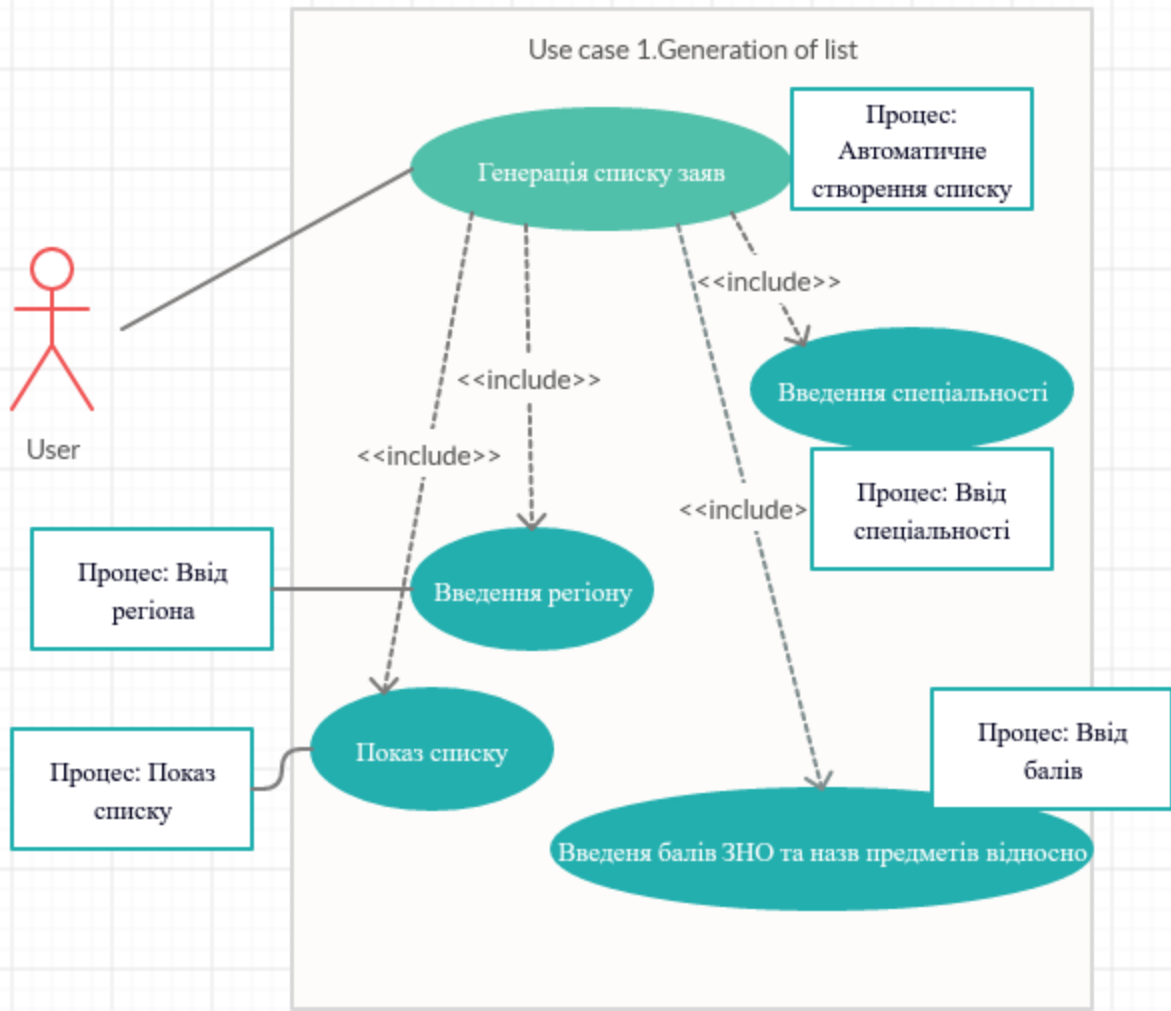 Use case 1.Generation of list
Процес:
Автоматичне
створення списку
Генерація списку заяв
<<include>>
<<include>>
Введення спеціальності
User
<<include>>
Процес: Ввід
спеціальності
<<include>
Процес: Ввід
регіона
Введення регіону
Процес: Ввід
балів
Показ списку
Процес: Показ
списку
Введеня балів ЗНО та назв предметів відносно